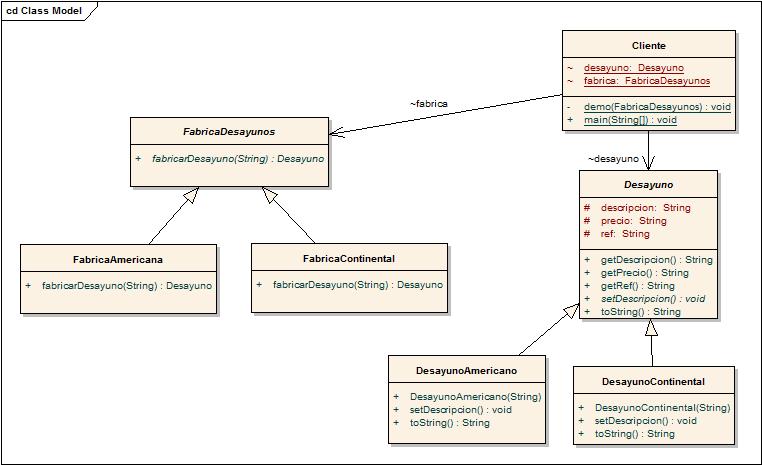 cd Class Model
Cliente
~ desayuno: Desayuno
~ fabrica: FabricaDesayunos
- demo(FabricaDesayunos) : void
+ main(String[]) : void
~fabrica
~desayuno
FabricaDesayunos
+ fabricarDesayuno(String) : Desayuno
Desayuno
# descripcion: String
# precio: String
# ref: String
+ getDescripcion() : String
+ getPrecio() : String
+ getRef() : String
+ setDescripcion() : void
+ toString() : String
FabricaAmericana
+ fabricarDesayuno(String) : Desayuno
FabricaContinental
+ fabricarDesayuno(String) : Desayuno
DesayunoAmericano
+ DesayunoAmericano(String)
+ setDescripcion() : void
+ toString() : String
DesayunoContinental
+ DesayunoContinental(String)
+ setDescripcion() : void
+ toString() : String